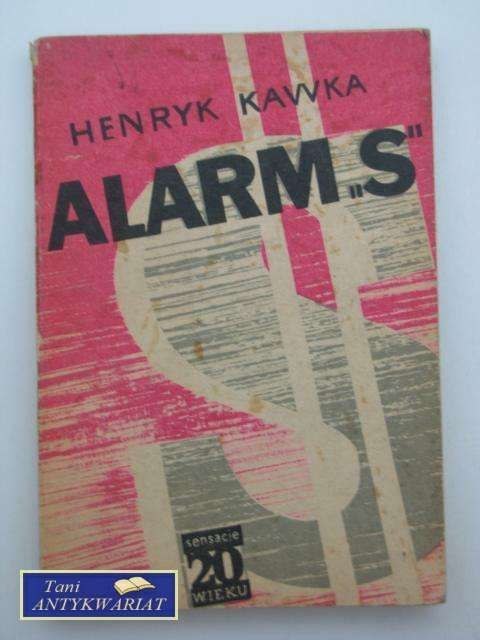 HENRYK KAWKA
ALARM „S"
sensacje
20
WIEKU
Tani
ANTYKWARIAT